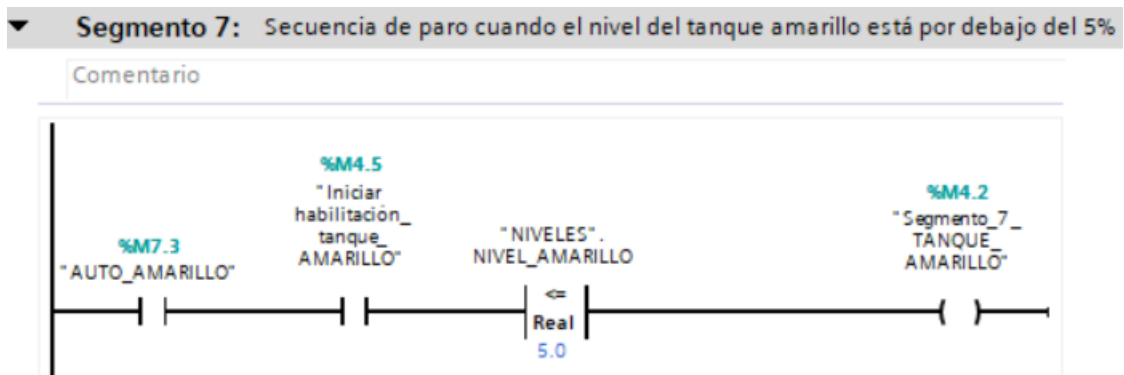 Segmento 7: Secuencia de paro cuando el nivel del tanque amarillo está por debajo del 5%
Comentario
%M7.3
"AUTO_AMARILLO"
%M4.5
"Iniciar
habilitación_
tanque_
AMARILLO"
"NIVELES".
NIVEL_AMARILLO
<=
Real
5.0
%M4.2
"Segmento_7_
TANQUE_
AMARILLO"